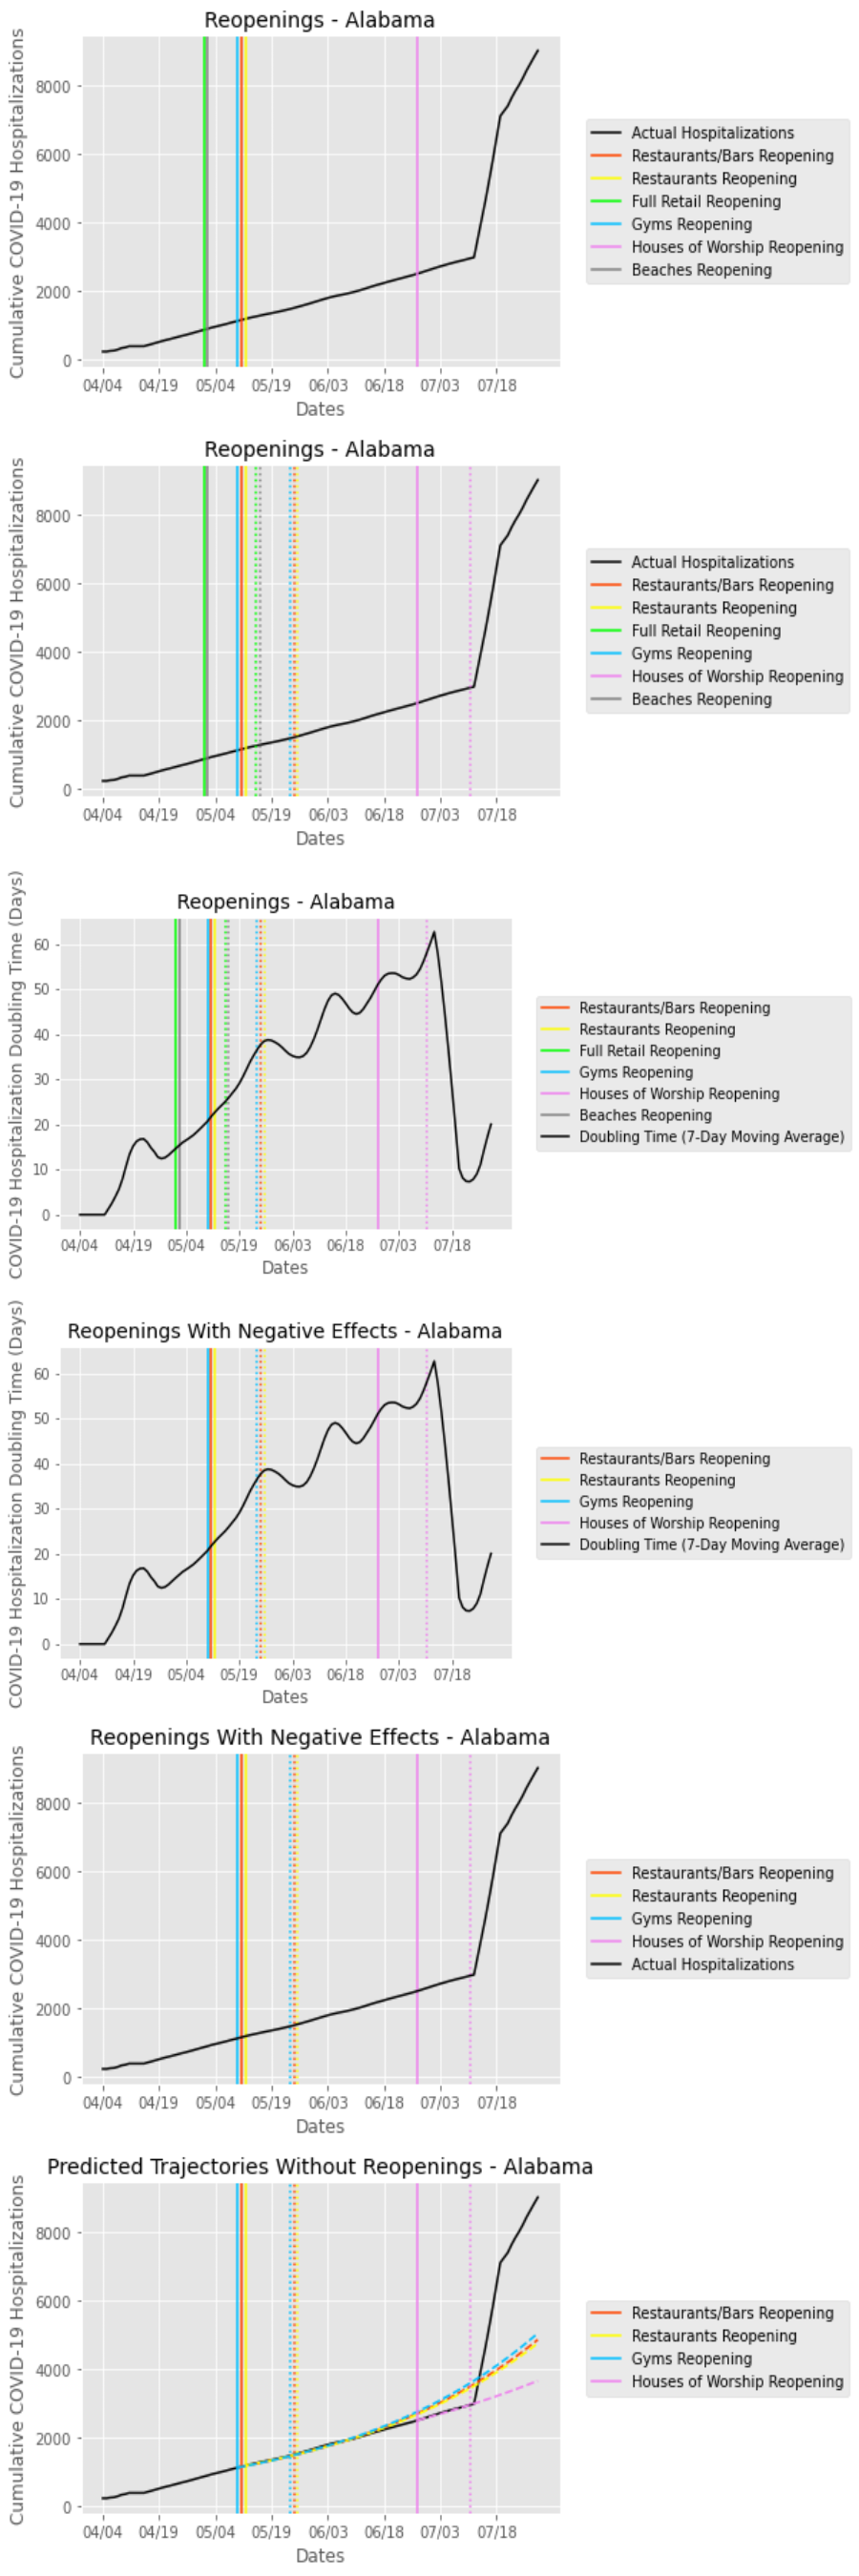 Reopenings - Alabama
Cumulative COVID-19 Hospitalizations
8000
6000
4000
2000
0
04/04 04/19 05/04 05/19 06/03 06/18 07/03 07/18
Dates
Actual Hospitalizations
Restaurants/Bars Reopening
Restaurants Reopening
Full Retail Reopening
Gyms Reopening
Houses of Worship Reopening
Beaches Reopening
Reopenings - Alabama
Cumulative COVID-19 Hospitalizations
8000
6000
4000
2000
0
04/04 04/19 05/04 05/19 06/03 06/18 07/03 07/18
Dates
Actual Hospitalizations
Restaurants/Bars Reopening
Restaurants Reopening
Full Retail Reopening
Gyms Reopening
Houses of Worship Reopening
Beaches Reopening
Reopenings - Alabama
COVID-19 Hospitalization Doubling Time (Days)
60
50
40
30
20
10
0
04/04 04/19 05/04 05/19 06/03 06/18 07/03 07/18
Dates
Restaurants/Bars Reopening
Restaurants Reopening
Full Retail Reopening
Gyms Reopening
Houses of Worship Reopening
Beaches Reopening
Doubling Time (7-Day Moving Average)
Reopenings With Negative Effects - Alabama
COVID-19 Hospitalization Doubling Time (Days)
60
50
40
30
20
10
0
04/04 04/19 05/04 05/19 06/03 06/18 07/03 07/18
Dates
Restaurants/Bars Reopening
Restaurants Reopening
Gyms Reopening
Houses of Worship Reopening
Doubling Time (7-Day Moving Average)
Reopenings With Negative Effects - Alabama
Cumulative COVID-19 Hospitalizations
8000
6000
4000
2000
0
04/04 04/19 05/04 05/19 06/03 06/18 07/03 07/18
Dates
Restaurants/Bars Reopening
Restaurants Reopening
Gyms Reopening
Houses of Worship Reopening
Actual Hospitalizations
Predicted Trajectories Without Reopenings - Alabama
Cumulative COVID-19 Hospitalizations
8000
6000
4000
2000
0
04/04 04/19 05/04 05/19 06/03 06/18 07/03 07/18
Dates
Restaurants/Bars Reopening
Restaurants Reopening
Gyms Reopening
Houses of Worship Reopening